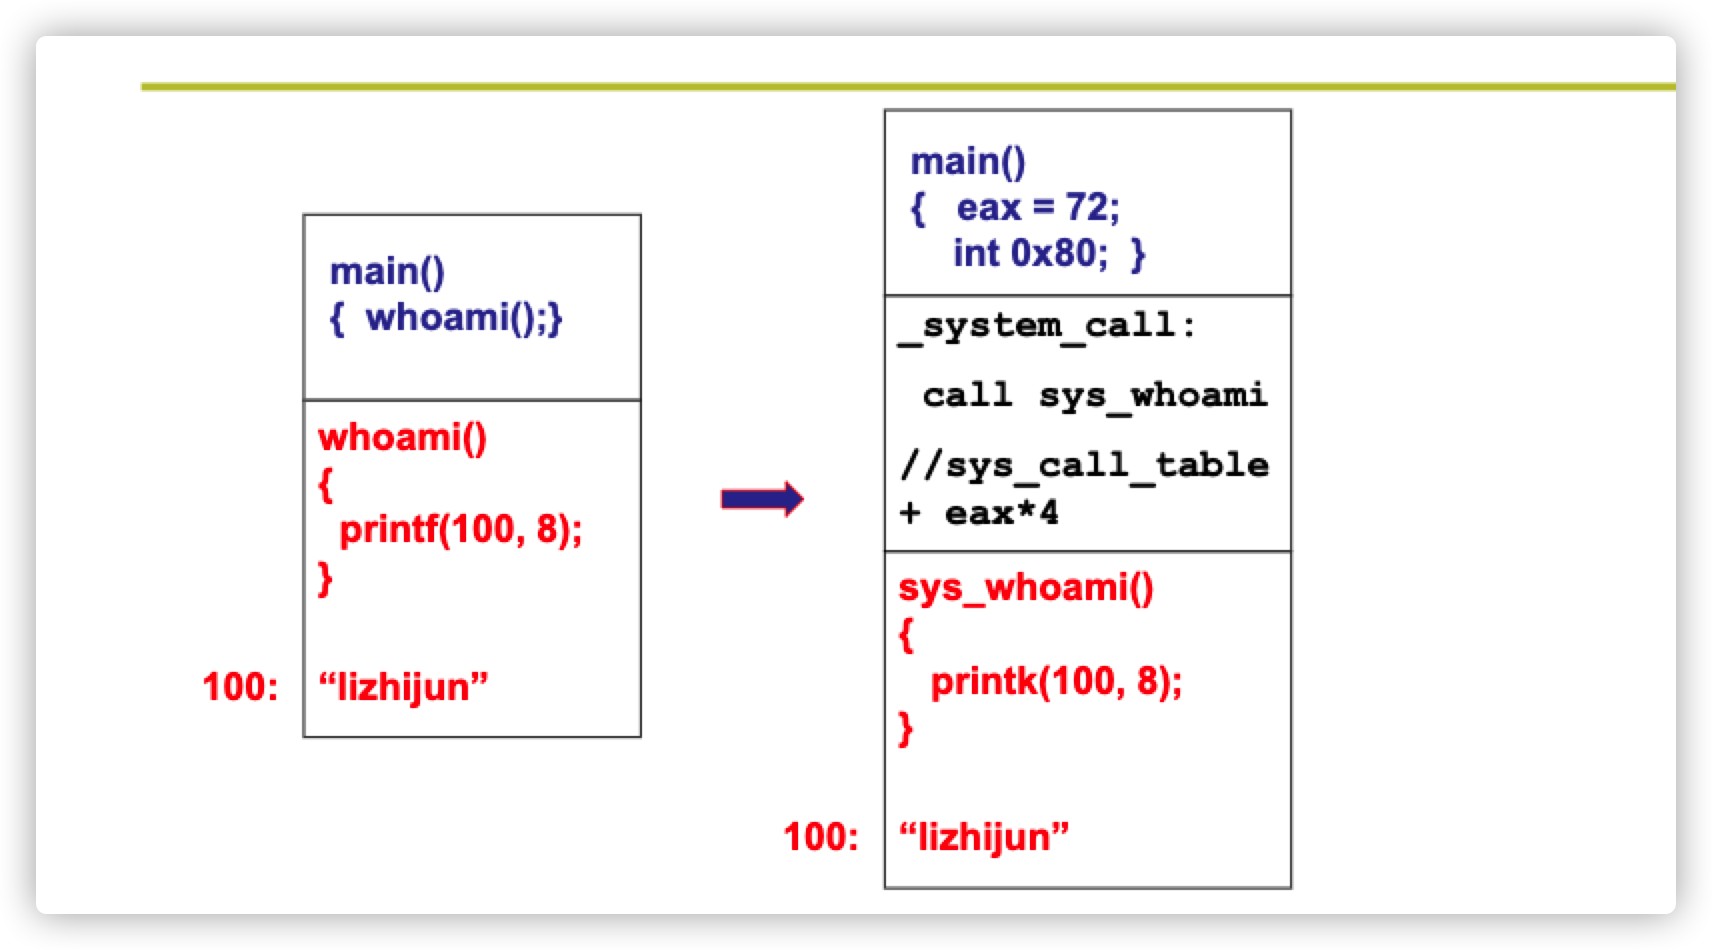 main()
{ whoami();}
whoami()
{
printf(100, 8);
}
100: “lizhijun”
main()
{ eax = 72;
int 0x80; }
_system_call:
call sys_whoami
//sys_call_table
+ eax*4
sys_whoami()
{
printk(100, 8);
}
100: “lizhijun”